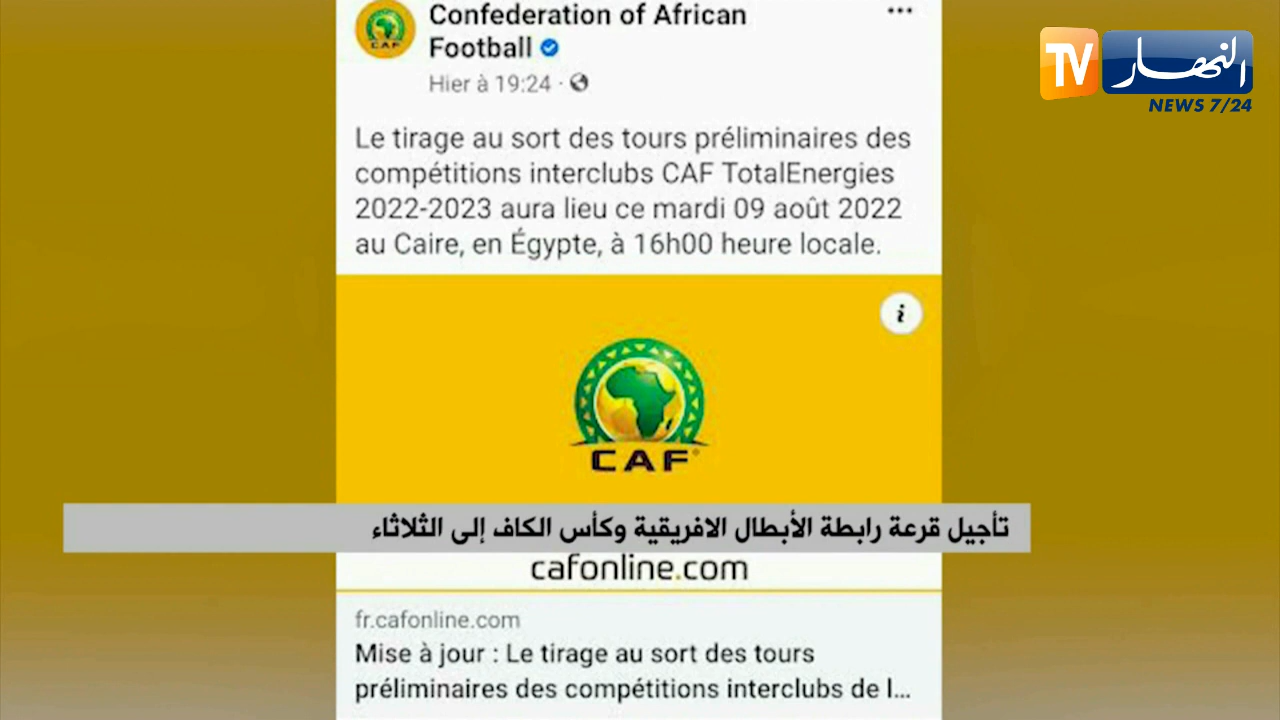 Confederation of African
Football
Hier à 19:24 ·
TV النهار
NEWS 7/24
Le tirage au sort des tours préliminaires des
compétitions interclubs CAF TotalEnergies
2022-2023 aura lieu ce mardi 09 août 2022
au Caire, en Égypte, à 16h00 heure locale.
CAF
تأجيل قرعة رابطة الأبطال الافريقية وكأس الكاف إلى الثلاثاء
cafonline.com
fr.cafonline.com
Mise à jour : Le tirage au sort des tours
préliminaires des compétitions interclubs de l...